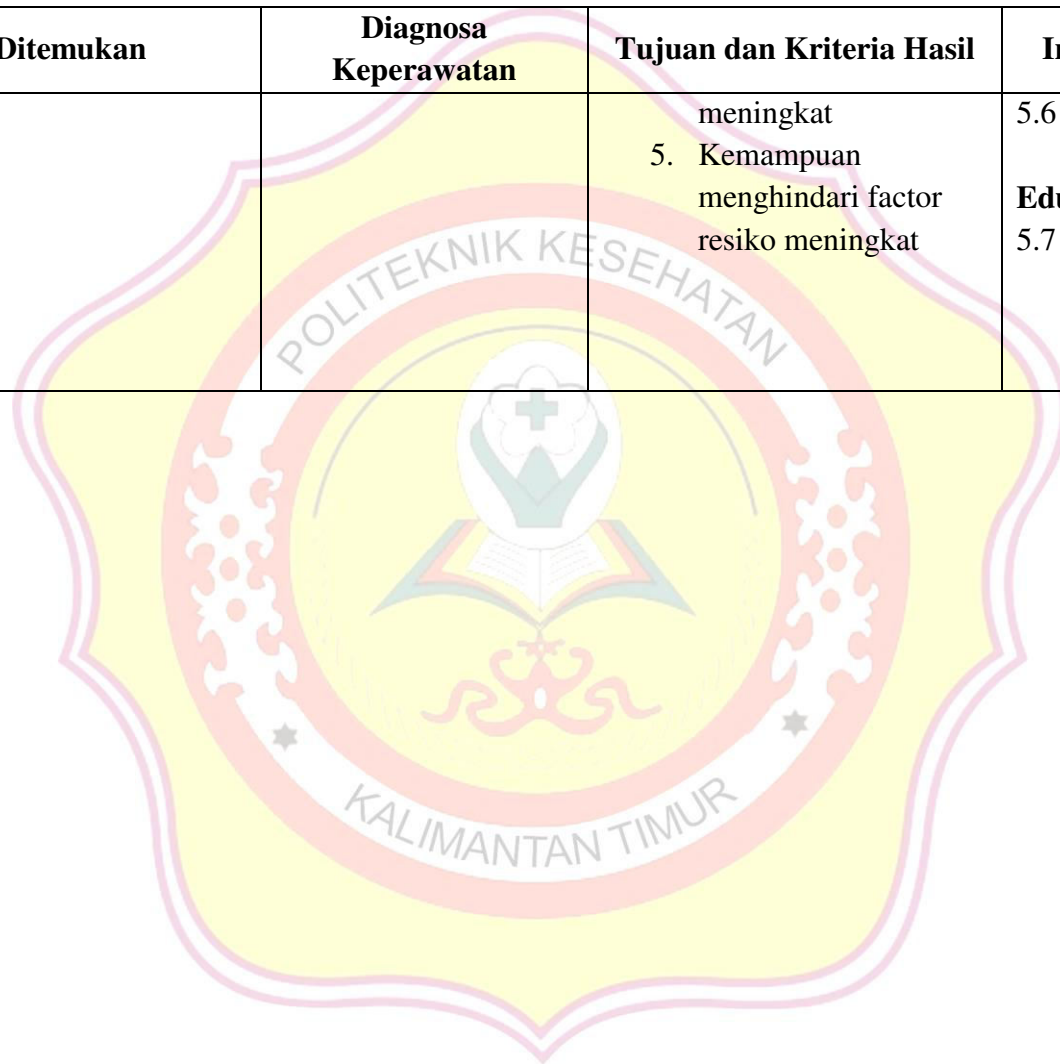 Ditemukan
Diagnosa
Keperawatan
Tujuan dan Kriteria Hasil
meningkat
5. Kemampuan
menghindari factor
resiko meningkat
5.6
5.7
POLITEKNIK KESEHATAN
KALIMANTAN TIMUR